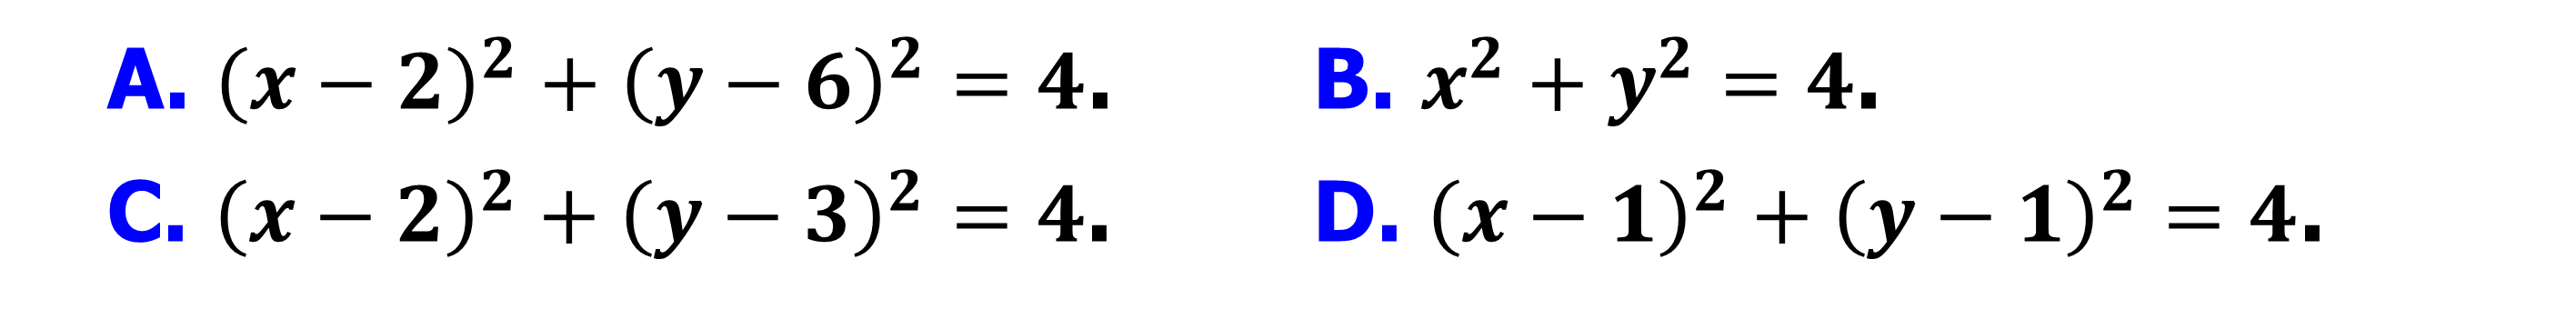 A. (x − 2)² + (y − 6)² = 4. B. x² + y² = 4.
C. (x − 2)² + (y − 3)² = 4. D. (x − 1)² + (y − 1)² = 4.